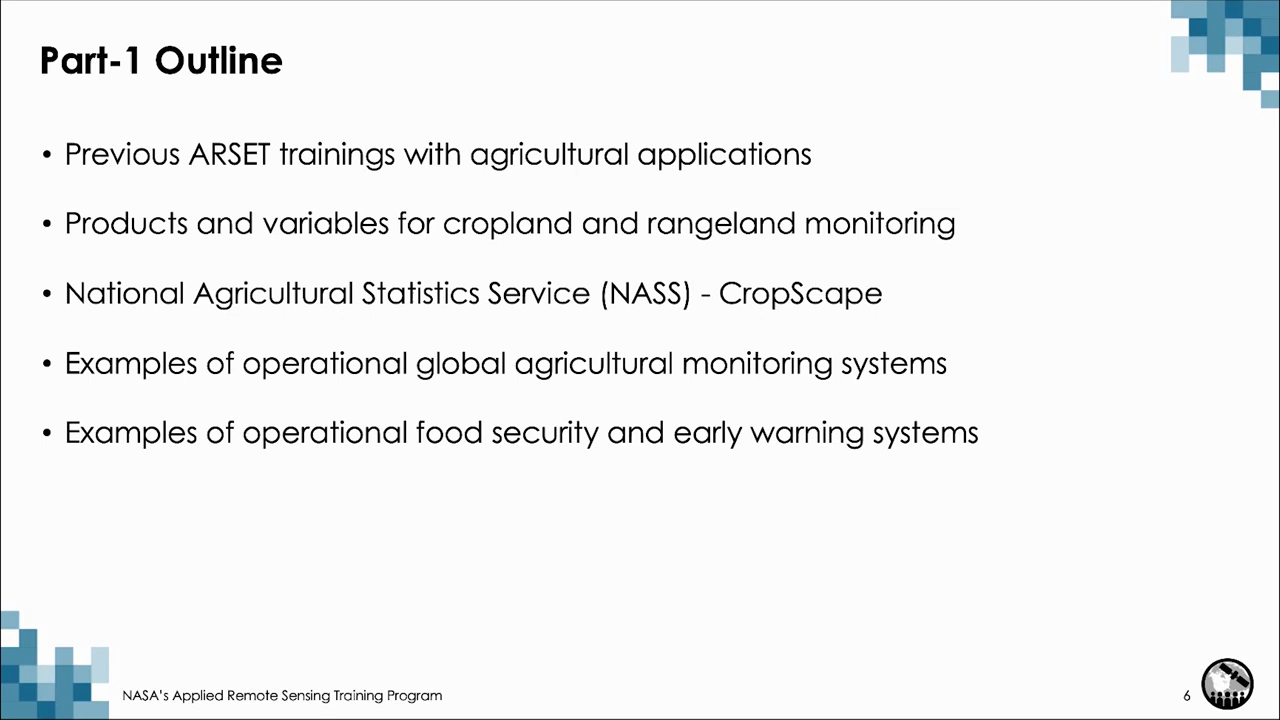 Part-1 Outline
• Previous ARSET trainings with agricultural applications
• Products and variables for cropland and rangeland monitoring
• National Agricultural Statistics Service (NASS) - CropScape
• Examples of operational global agricultural monitoring systems
• Examples of operational food security and early warning systems
NASA's Applied Remote Sensing Training Program
6